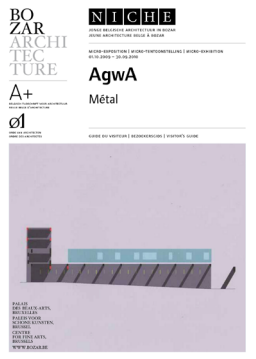 BO
ZAR
ARCHI
TEC
TURE
NICHE
JONGE BELGISCHE ARCHITECTUUR IN BOZAR
JEUNE ARCHITECTURE BELGE À BOZAR
MICRO-EXPOSITION | MICRO-TENTOONSTELLING | MICRO-EXHIBITION
AgwA
Métal
A+
GUIDE DU VISITEUR | BEZOEKERSGIDS | VISITOR'S GUIDE
PALAIS
DES BEAUX-ARTS,
BRUXELLES
PALEIS VOOR
SCHONE KUNSTEN,
BRUSSEL
CENTRE
FOR FINE ARTS,
BRUSSELS
WWW.BOZAR.BE